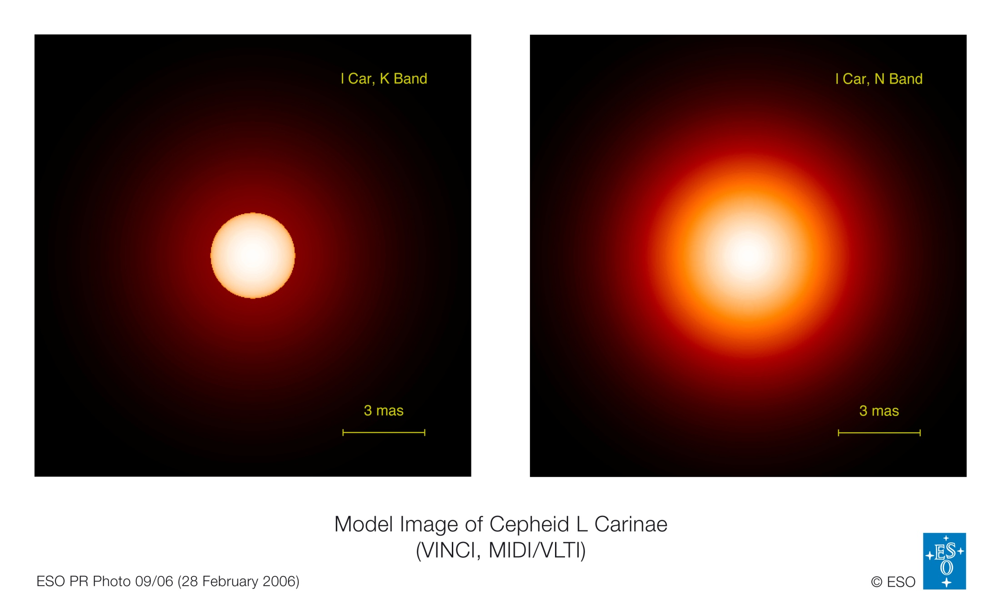 l Car, K Band
l Car, N Band
3 mas
3 mas
Model Image of Cepheid L Carinae
(VINCI, MIDI/VLTI)
ESO PR Photo 09/06 (28 February 2006)
© ESO
ESO